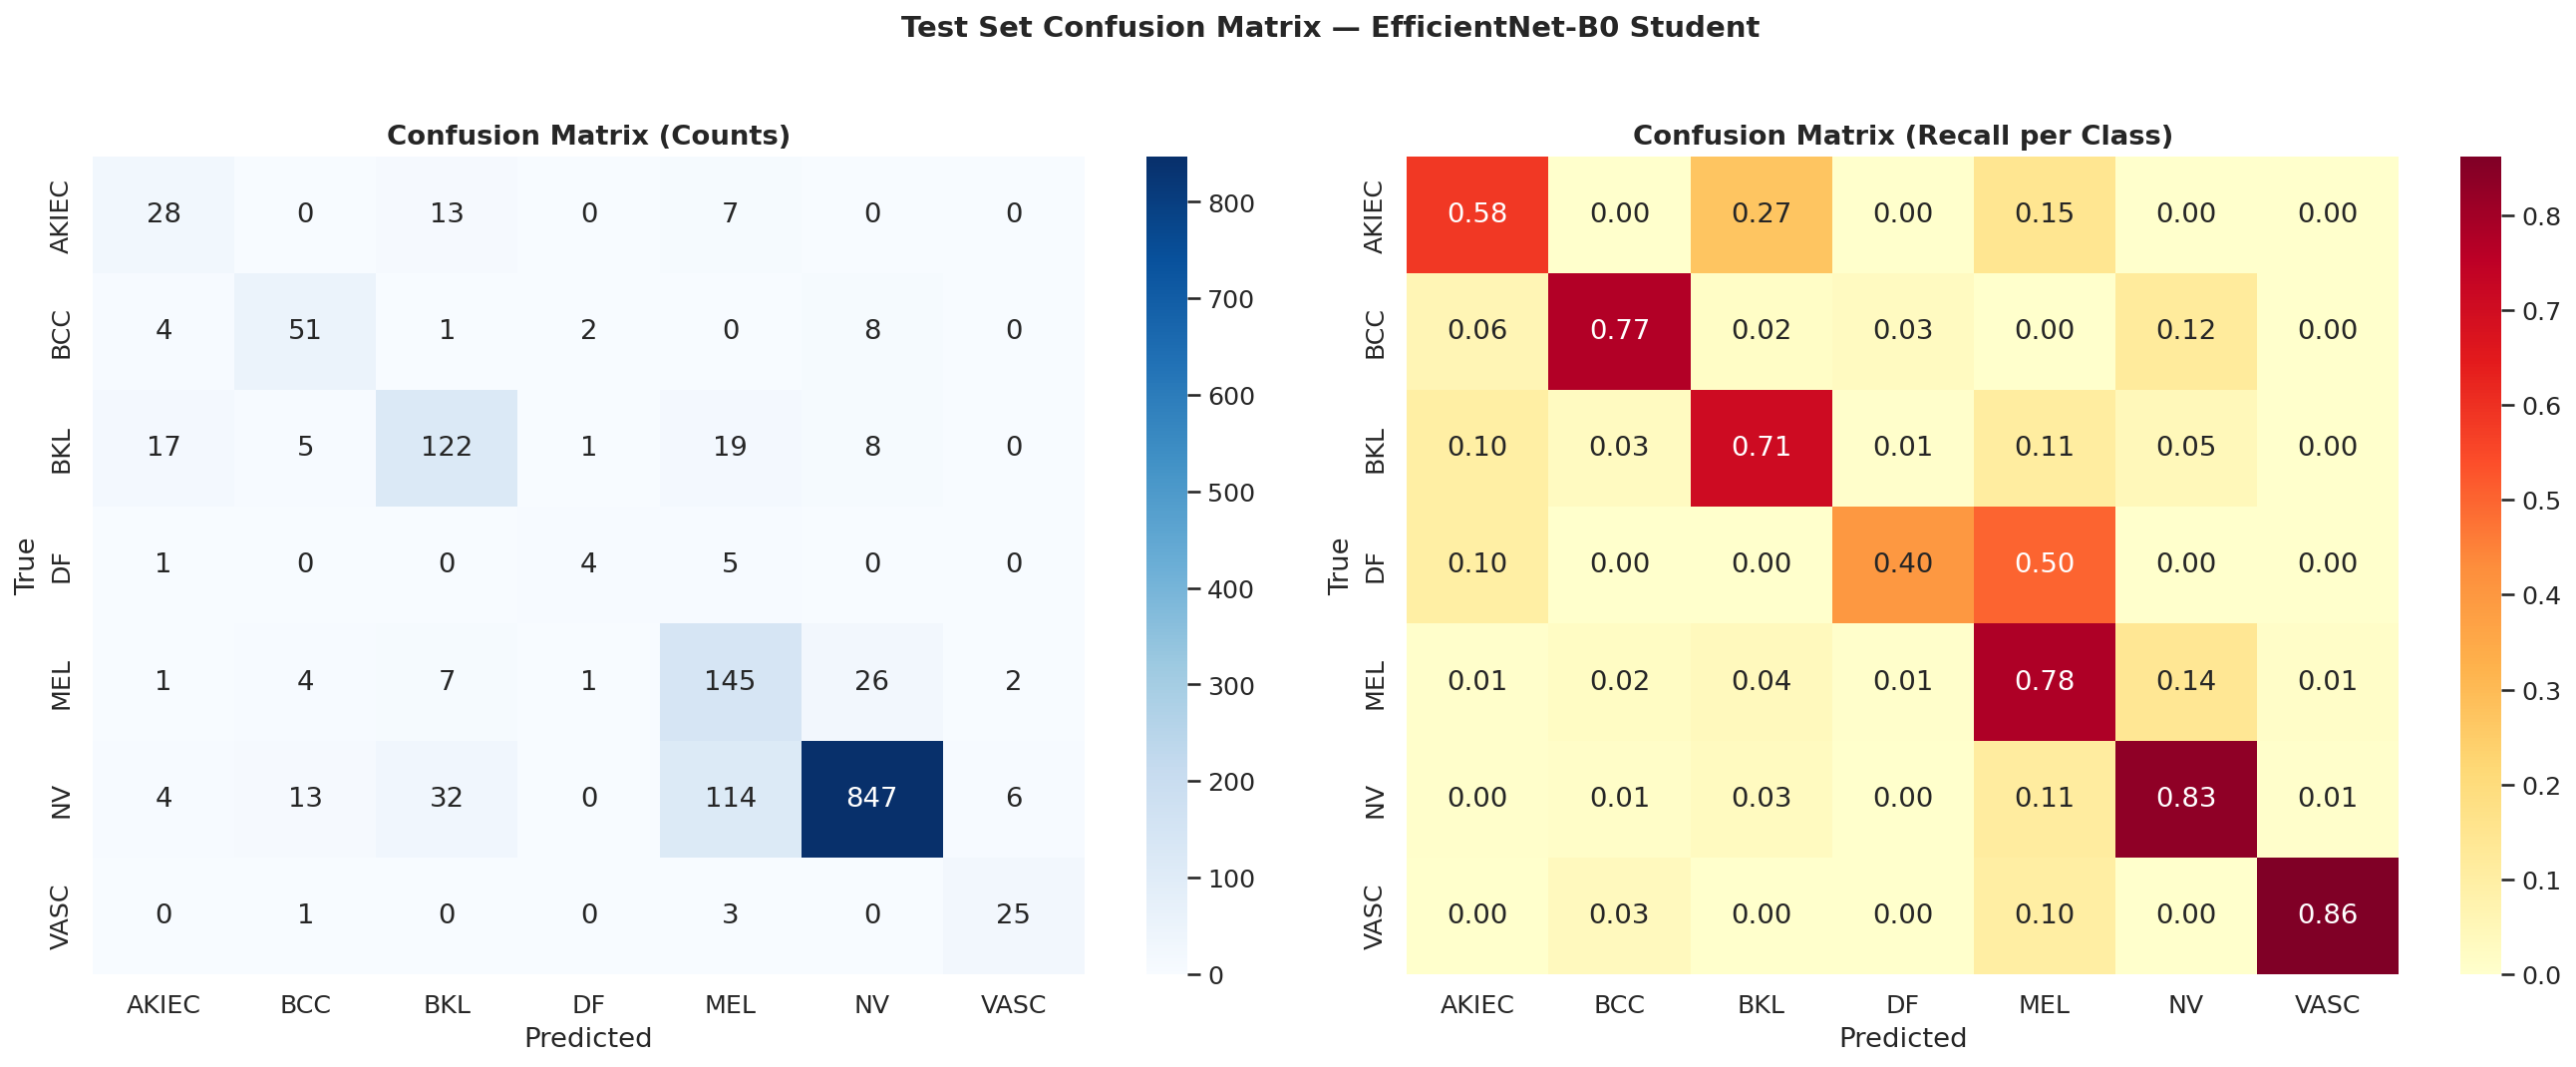 Test Set Confusion Matrix — EfficientNet-B0 Student
Confusion Matrix (Counts)
True
AKIEC 28 0 13 0 7 0 0
BCC 4 51 1 2 0 8 0
BKL 17 5 122 1 19 8 0
DF 1 0 0 4 5 0 0
MEL 1 4 7 1 145 26 2
NV 4 13 32 0 114 847 6
VASC 0 1 0 0 3 0 25
AKIEC BCC BKL DF MEL NV VASC
Predicted
800
700
600
500
400
300
200
100
0
Confusion Matrix (Recall per Class)
True
AKIEC 0.58 0.00 0.27 0.00 0.15 0.00 0.00
BCC 0.06 0.77 0.02 0.03 0.00 0.12 0.00
BKL 0.10 0.03 0.71 0.01 0.11 0.05 0.00
DF 0.10 0.00 0.00 0.40 0.50 0.00 0.00
MEL 0.01 0.02 0.04 0.01 0.78 0.14 0.01
NV 0.00 0.01 0.03 0.00 0.11 0.83 0.01
VASC 0.00 0.03 0.00 0.00 0.10 0.00 0.86
AKIEC BCC BKL DF MEL NV VASC
Predicted
0.8
0.7
0.6
0.5
0.4
0.3
0.2
0.1
0.0